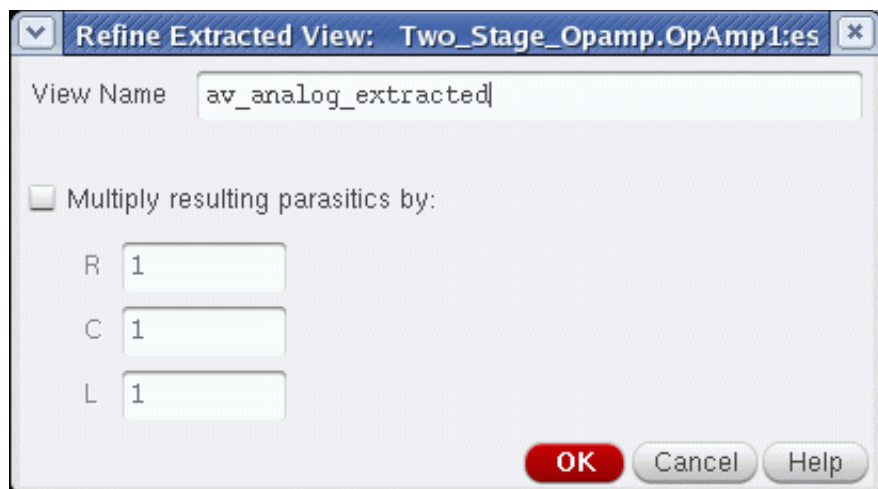 Refine Extracted View: Two_Stage_Opamp.OpAmp1:es
View Name av_analog_extracted
Multiply resulting parasitics by:
R 1
C 1
L 1
OK Cancel Help